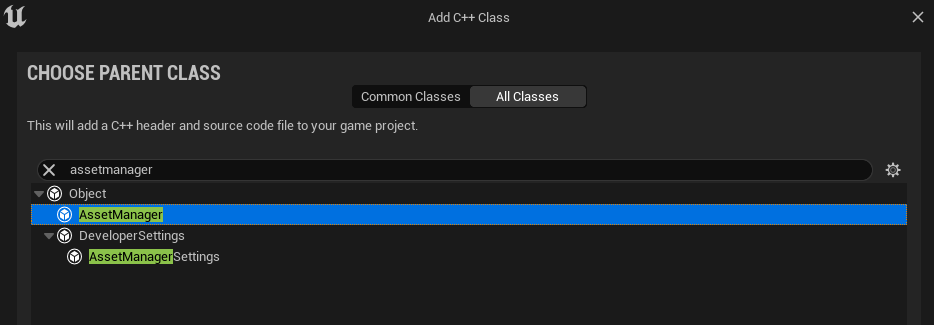 Add C++ Class
CHOOSE PARENT CLASS
Common Classes All Classes
This will add a C++ header and source code file to your game project.
assetmanager
Object
AssetManager
DeveloperSettings
AssetManagerSettings